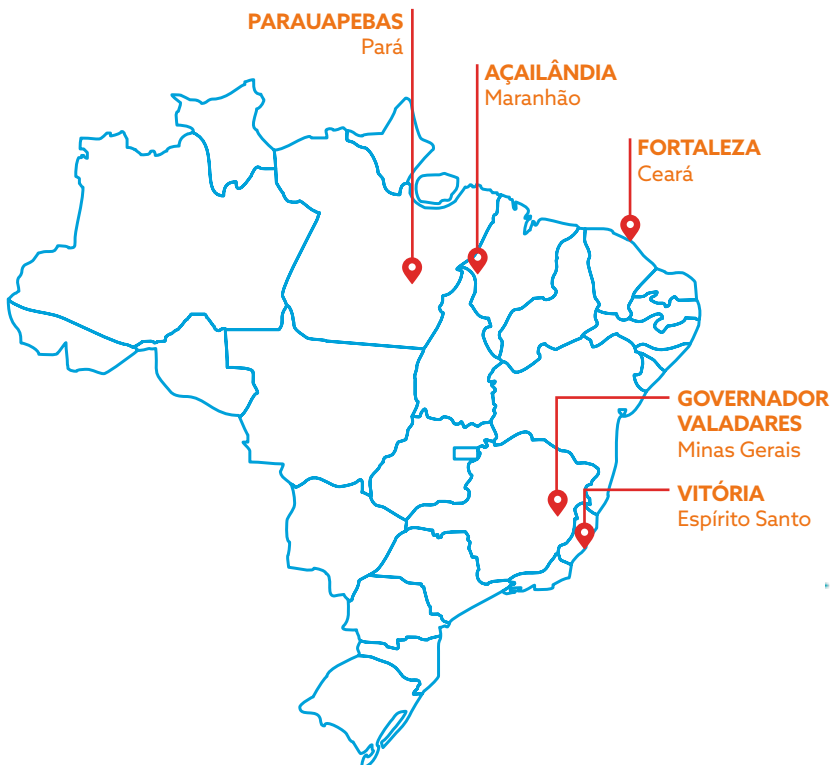 PARAUAPEBAS
Pará
AÇAILÂNDIA
Maranhão
FORTALEZA
Ceará
GOVERNADOR
VALADARES
Minas Gerais
VITÓRIA
Espírito Santo